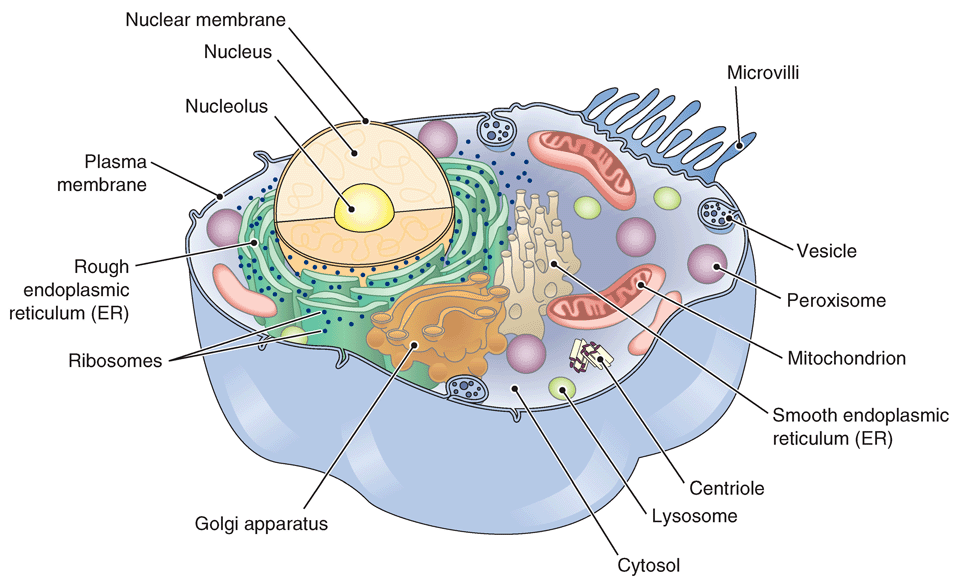 Nuclear membrane
Nucleus
Nucleolus
Plasma
membrane
Rough
endoplasmic
reticulum (ER)
Ribosomes
Golgi apparatus
Microvilli
Vesicle
Peroxisome
Mitochondrion
Smooth endoplasmic
reticulum (ER)
Centriole
Lysosome
Cytosol